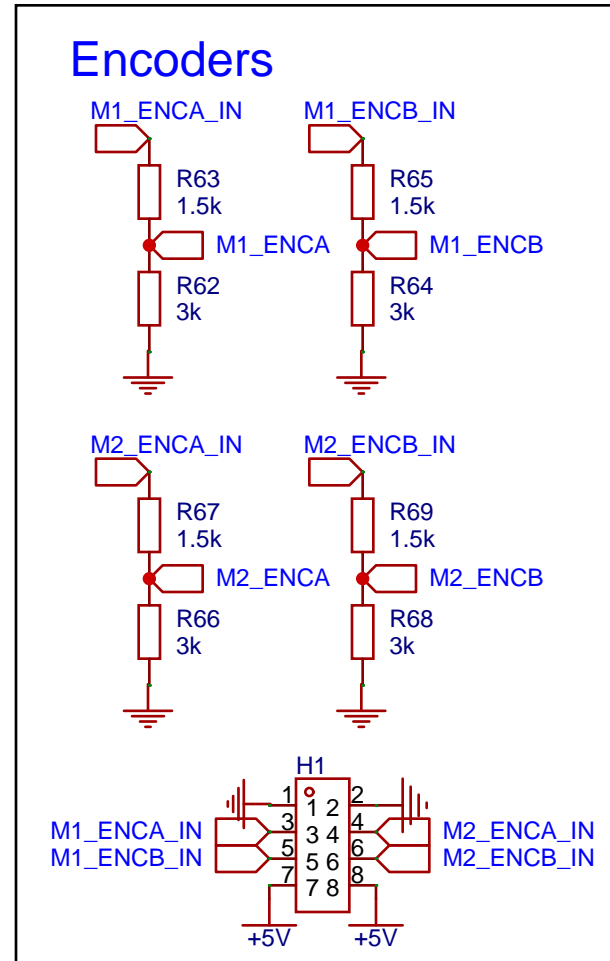 Encoders
M1_ENCA_IN
M1_ENCB_IN
R63
1.5k
R65
1.5k
M1_ENCA
M1_ENCB
R62
3k
R64
3k
M2_ENCA_IN
M2_ENCB_IN
R67
1.5k
R69
1.5k
M2_ENCA
M2_ENCB
R66
3k
R68
3k
H1
1 1 2 2
M1_ENCA_IN 3 3 4 4 M2_ENCA_IN
M1_ENCB_IN 5 5 6 6 M2_ENCB_IN
7 7 8 8
+5V +5V